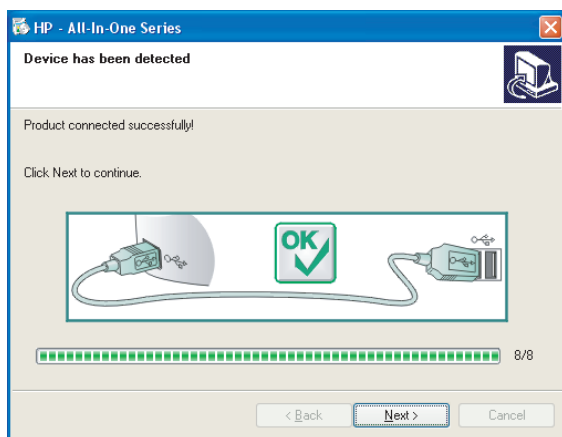 HP - All-In-One Series
Device has been detected
Product connected successfully!
Click Next to continue.
OK
8/8
< Back Next > Cancel